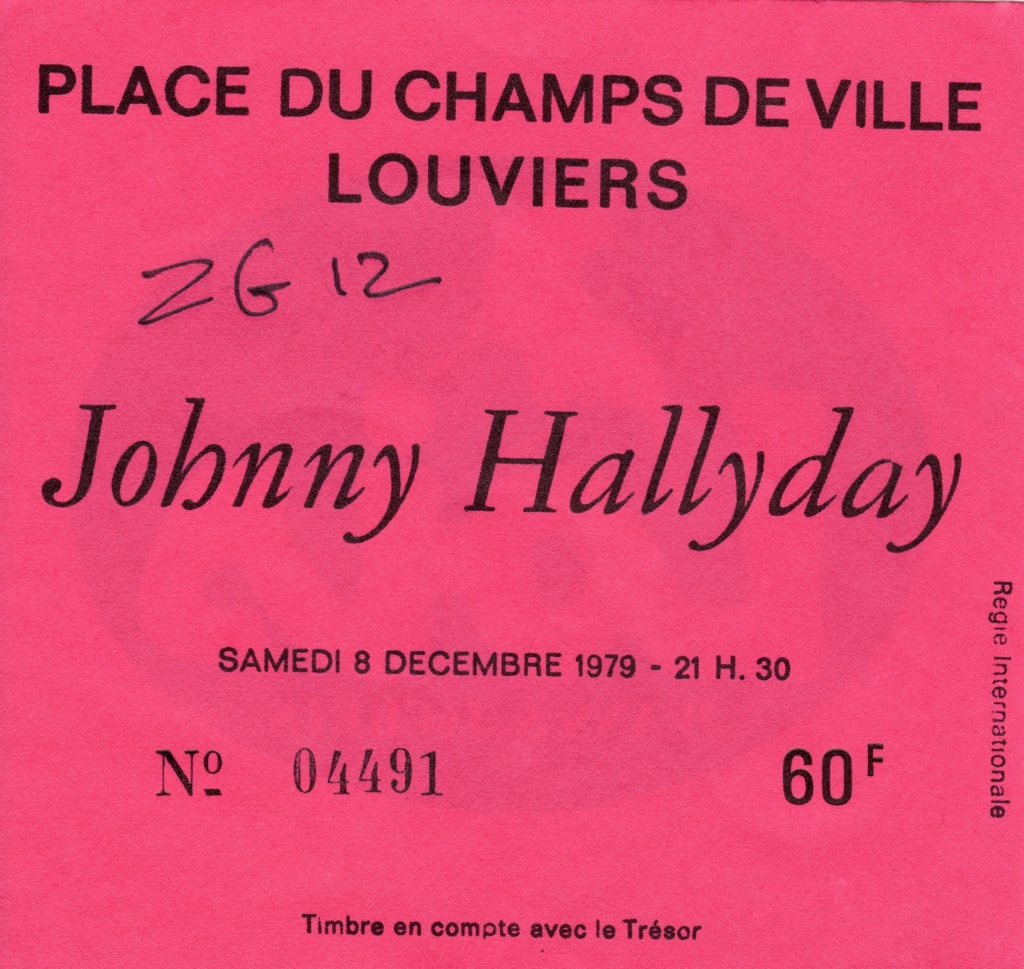 PLACE DU CHAMPS DE VILLE
LOUVIERS
ZG 12
Johnny Hallyday
SAMEDI 8 DECEMBRE 1979 - 21 H. 30
Nº 04491
60F
Regie Internationale
Timbre en compte avec le Trésor